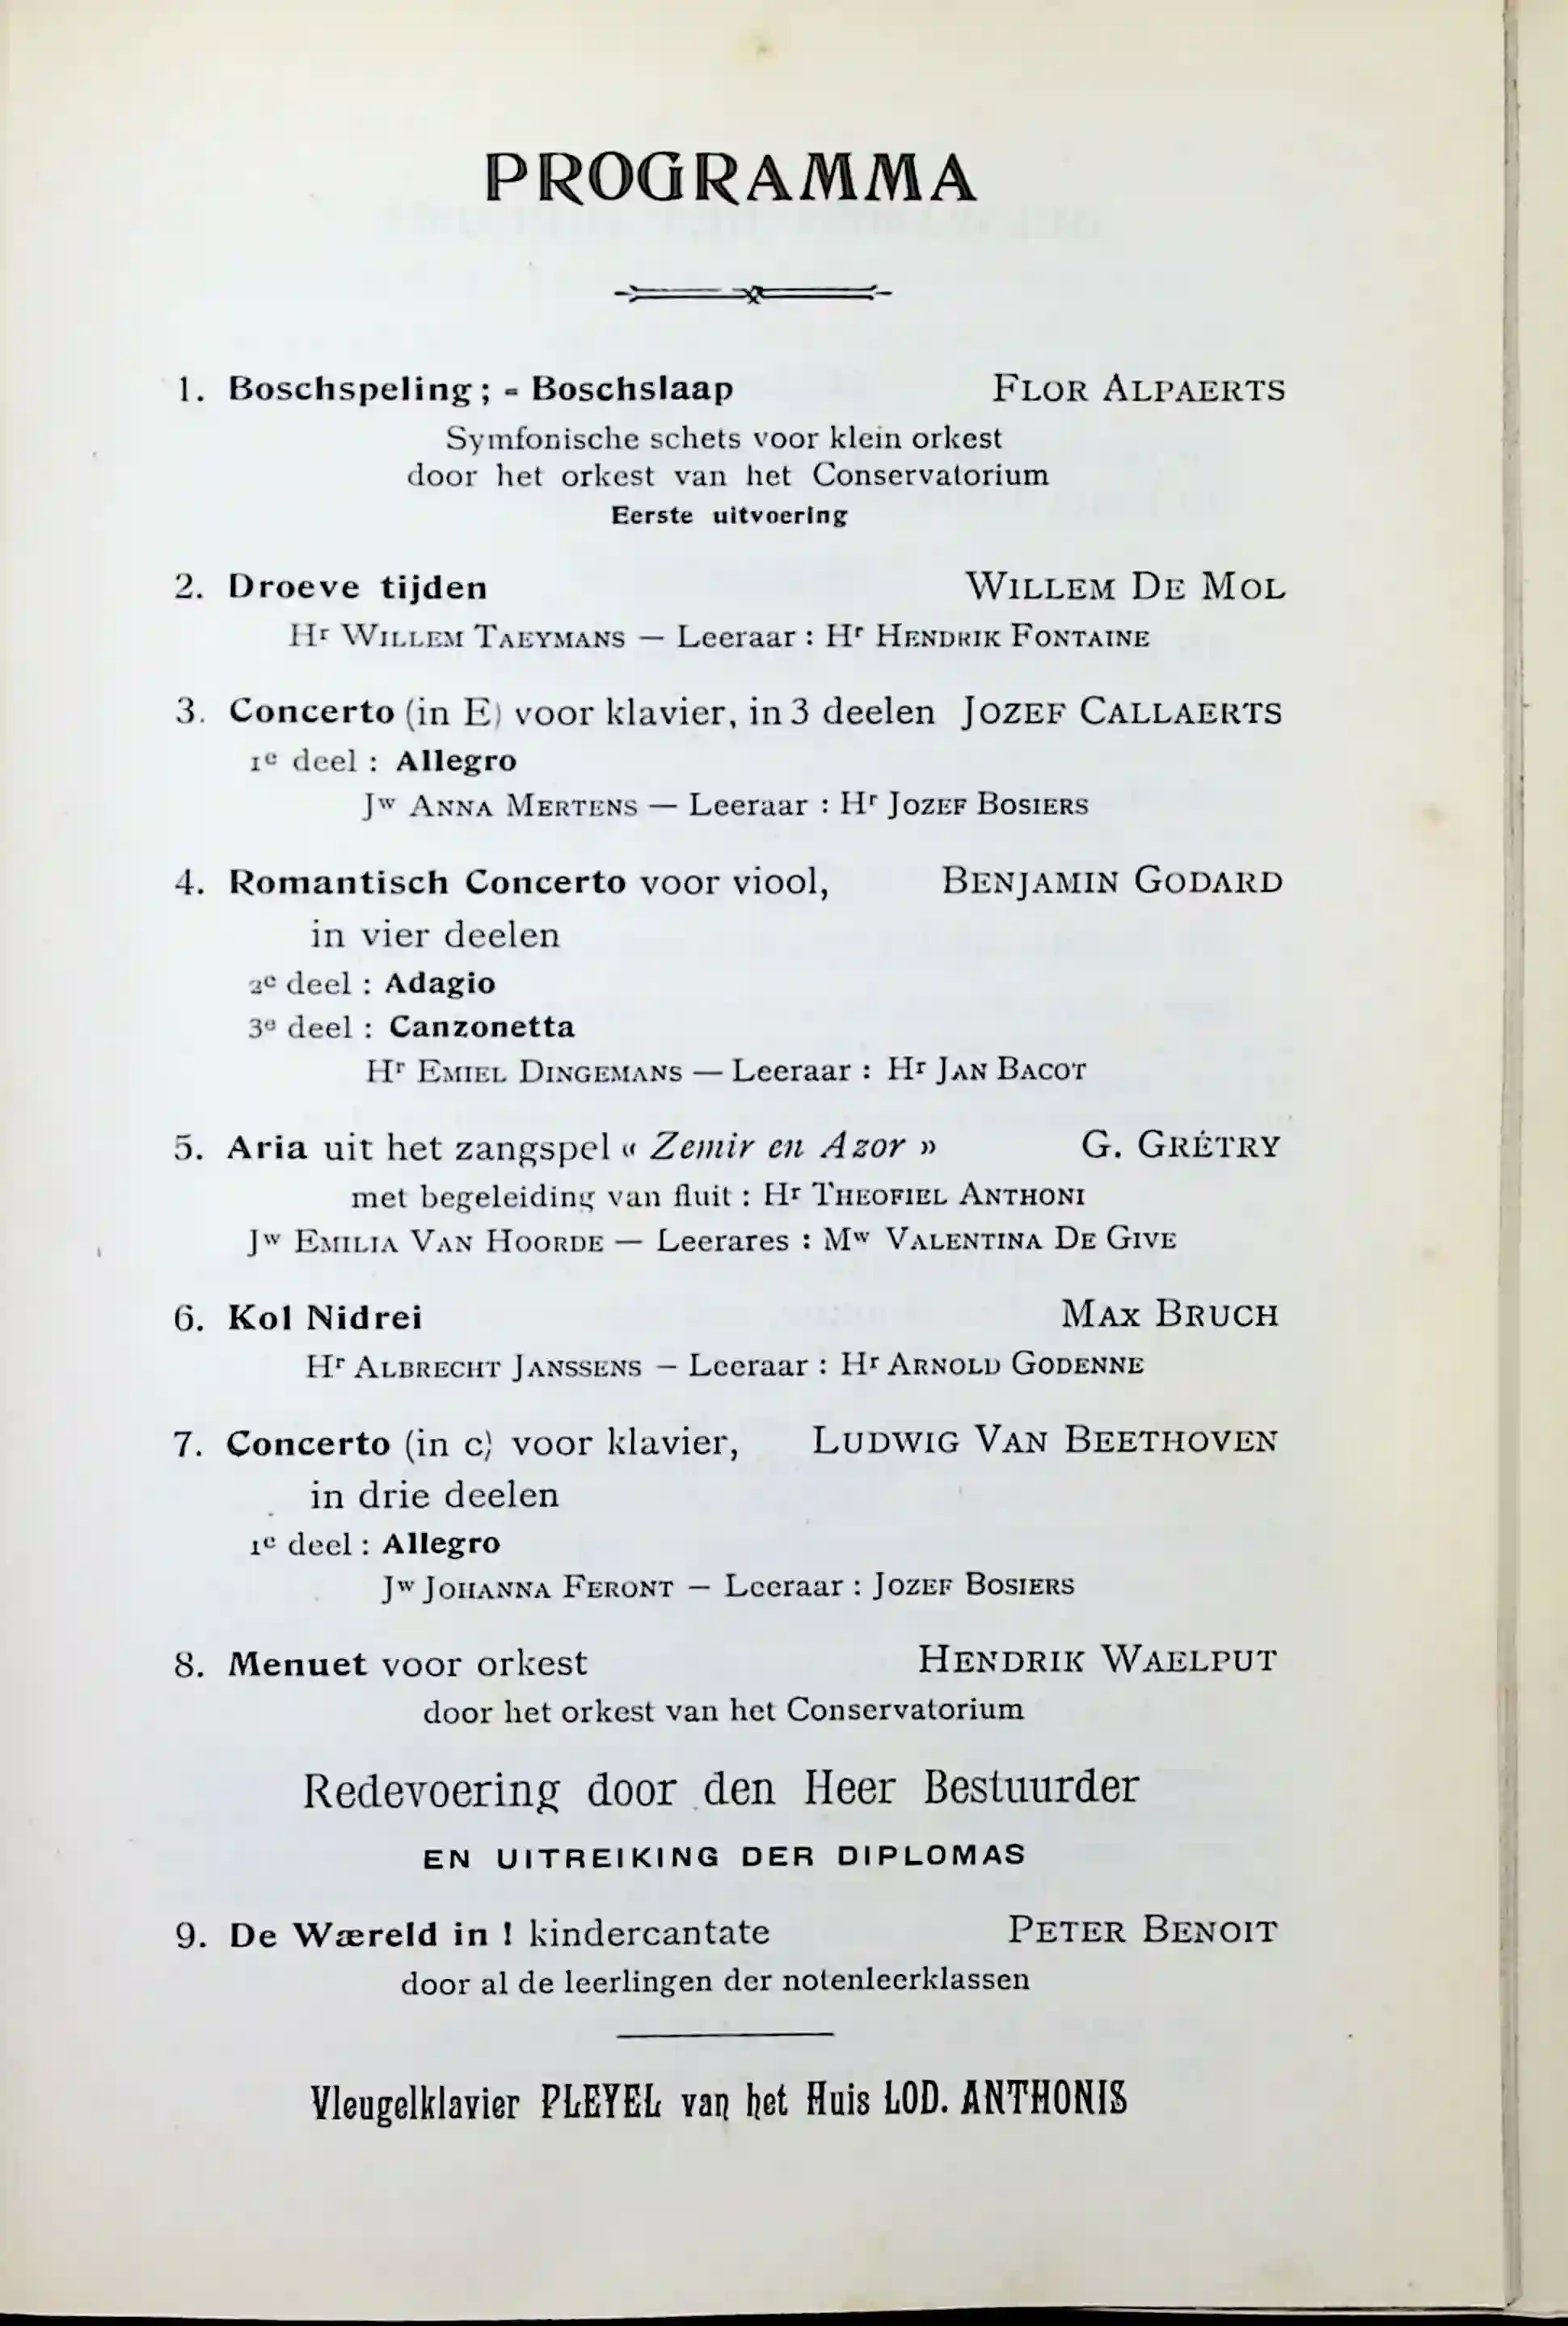 PROGRAMMA
1. Boschspeling ; - Boschslaap FLOR ALPAERTS
Symfonische schets voor klein orkest
door het orkest van het Conservatorium
Eerste uitvoering
2. Droeve tijden WILLEM DE MOL
Hr WILLEM TAEYMANS — Leeraar : Hr HENDRIK FONTAINE
3. Concerto (in E) voor klavier, in 3 deelen JOZEF CALLAERTS
1e deel : Allegro
Jw ANNA MERTENS — Leeraar : Hr JOZEF BOSIERS
4. Romantisch Concerto voor viool, BENJAMIN GODARD
in vier deelen
2e deel : Adagio
3e deel : Canzonetta
Hr EMIEL DINGEMANS — Leeraar : Hr JAN BACOT
5. Aria uit het zangspel « Zemir en Azor » G. GRÉTRY
met begeleiding van fluit : Hr THEOFIEL ANTHONI
Jw EMILIA VAN HOORDE — Leerares : Mw VALENTINA DE GIVE
6. Kol Nidrei MAX BRUCH
Hr ALBRECHT JANSSENS — Leeraar : Hr ARNOLD GODENNE
7. Concerto (in c) voor klavier, LUDWIG VAN BEETHOVEN
in drie deelen
1e deel : Allegro
Jw JOHANNA FERONT — Leeraar : JOZEF BOSIERS
8. Menuet voor orkest HENDRIK WAELPUT
door het orkest van het Conservatorium
Redevoering door den Heer Bestuurder
EN UITREIKING DER DIPLOMAS
9. De Wæreld in ! kindercantate PETER BENOIT
door al de leerlingen der notenleerklassen
Vleugelklavier PLEYEL van het Huis LOD. ANTHONIS